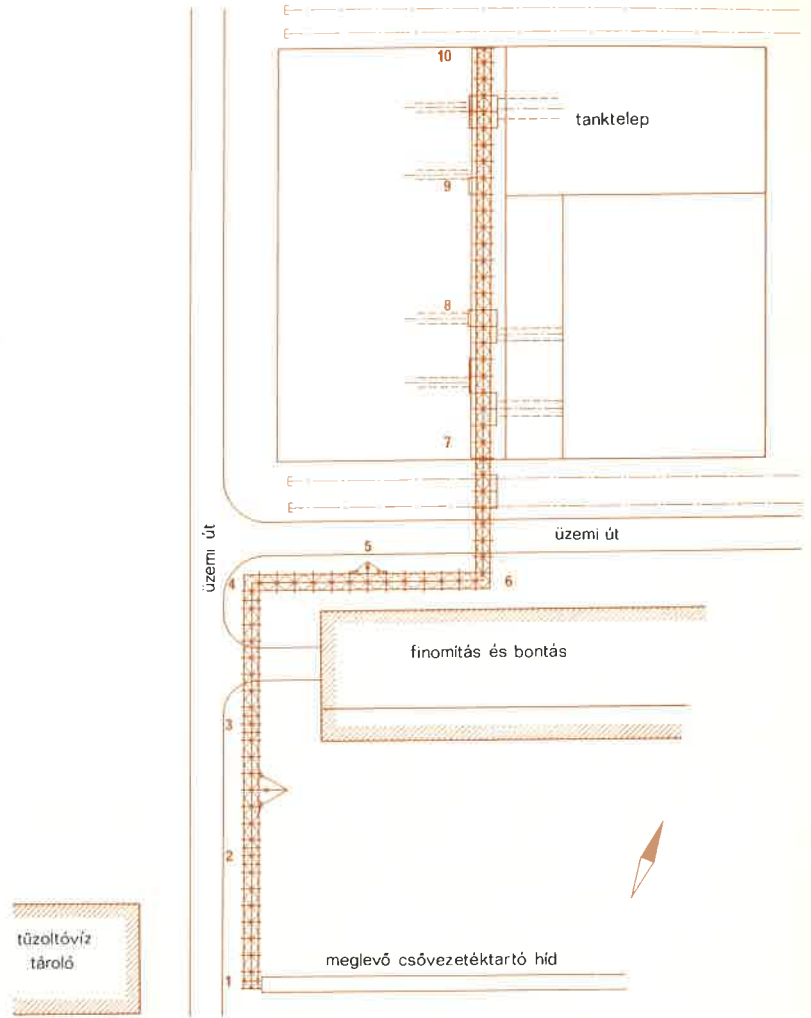 10
tanktelep
9
8
7
üzemi út
üzemi út
5
4
6
finomítás és bontás
3
2
tűzoltóvíz
tároló
meglevő csővezetéktartó híd
1